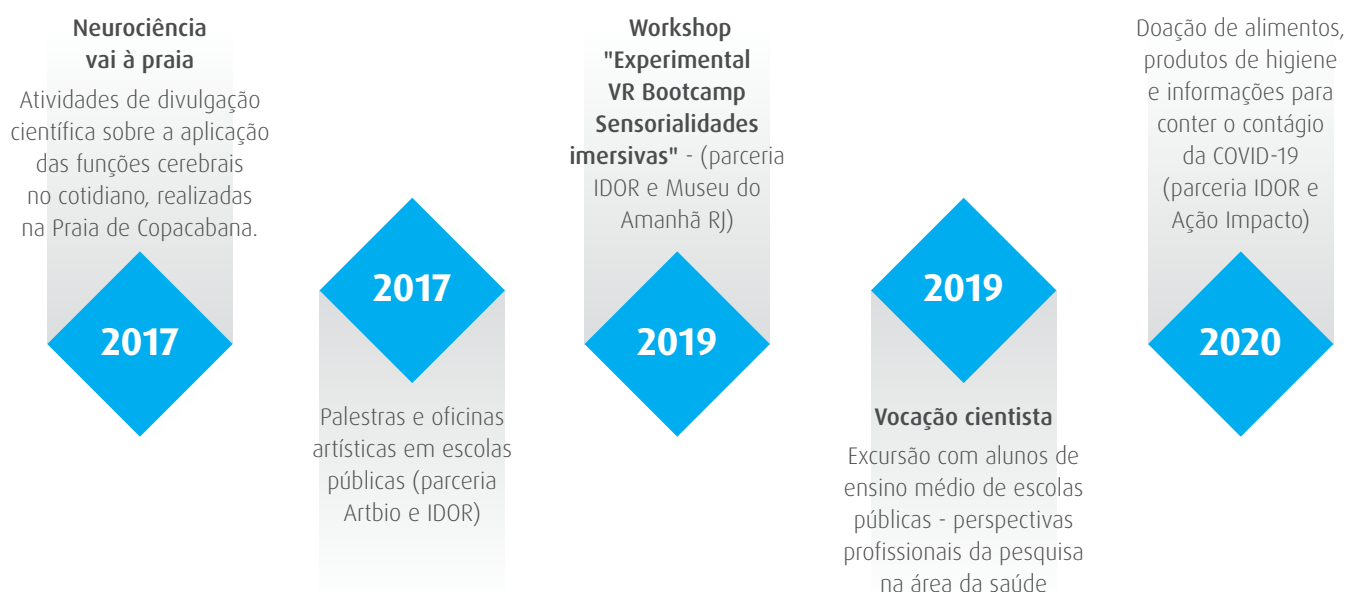 Neurociência
vai à praia
Atividades de divulgação
científica sobre a aplicação
das funções cerebrais
no cotidiano, realizadas
na Praia de Copacabana.
2017
2017
Palestras e oficinas
artísticas em escolas
públicas (parceria
Artbio e IDOR)
Workshop
"Experimental
VR Bootcamp
Sensorialidades
imersivas" - (parceria
IDOR e Museu do
Amanhã RJ)
2019
2019
Vocação cientista
Excursão com alunos de
ensino médio de escolas
públicas - perspectivas
profissionais da pesquisa
na área da saúde
Doação de alimentos,
produtos de higiene
e informações para
conter o contágio
da COVID-19
(parceria IDOR e
Ação Impacto)
2020